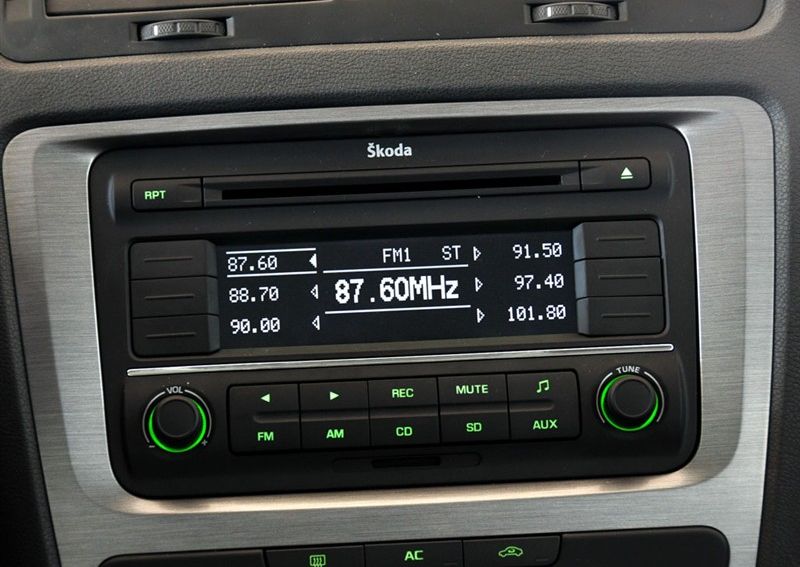 Škoda
RPT
87.60 FM1 ST 91.50
88.70 87.60MHz 97.40
90.00 101.80
VOL TUNE
REC MUTE
FM AM CD SD AUX
- +
AC